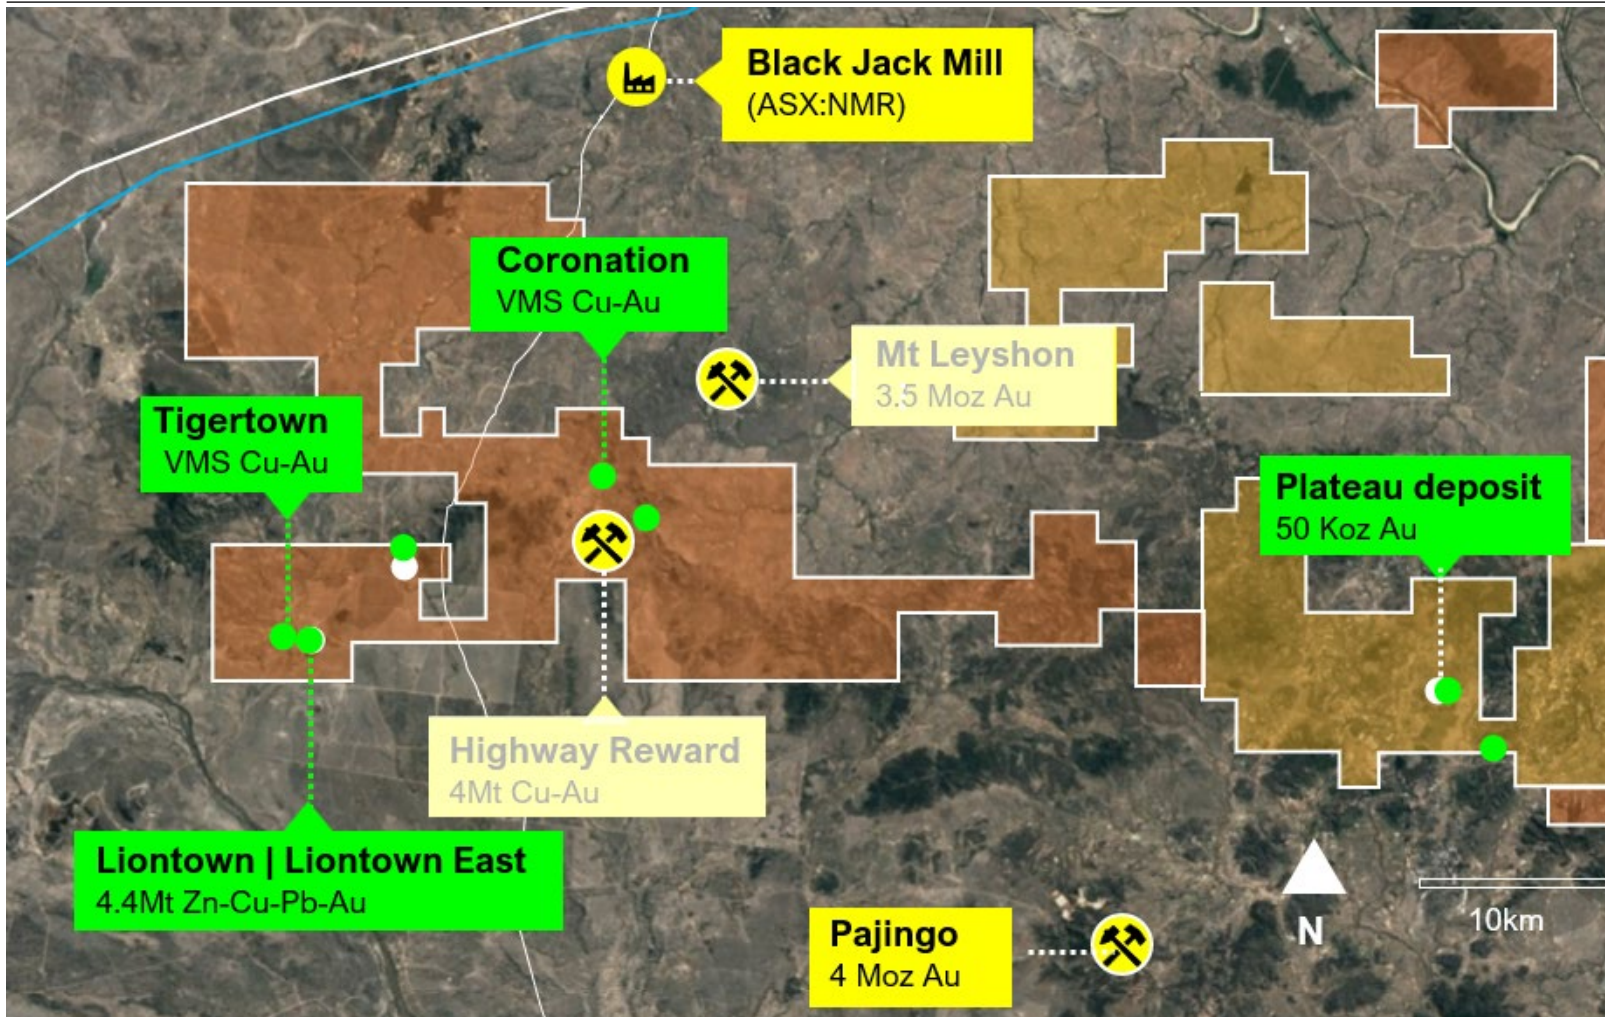 Black Jack Mill
(ASX:NMR)
Coronation
VMS Cu-Au
Mt Leyshon
3.5 Moz Au
Tigertown
VMS Cu-Au
Plateau deposit
50 Koz Au
Highway Reward
4Mt Cu-Au
Liontown | Liontown East
4.4Mt Zn-Cu-Pb-Au
Pajingo
4 Moz Au
N
10km